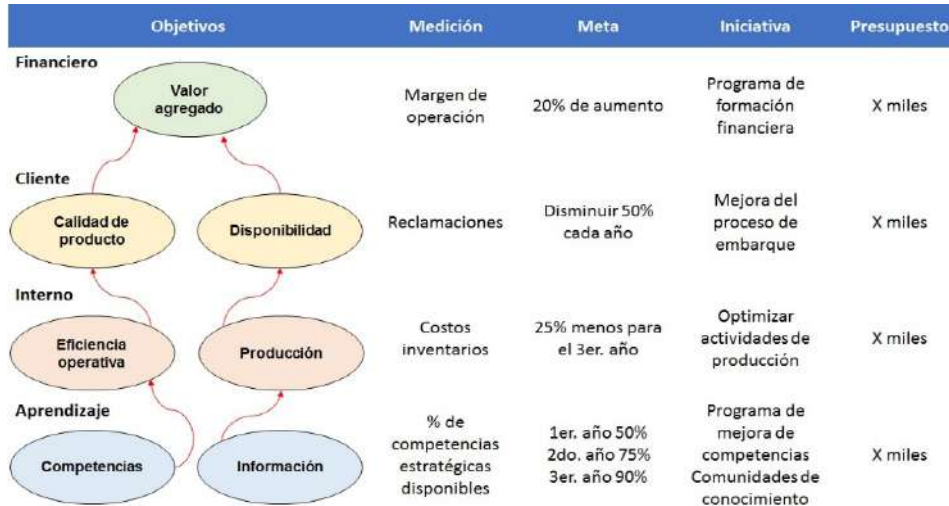 Objetivos
Medición
Meta
Iniciativa
Presupuesto
Financiero
Valor
agregado
Margen de
operación
20% de aumento
Programa de
formación
financiera
X miles
Cliente
Calidad de
producto
Disponibilidad
Reclamaciones
Disminuir 50%
cada año
Mejora del
proceso de
embarque
X miles
Interno
Eficiencia
operativa
Producción
Costos
inventarios
25% menos para
el 3er. año
Optimizar
actividades de
producción
X miles
Aprendizaje
Competencias
Información
% de
competencias
estratégicas
disponibles
1er. año 50%
2do. año 75%
3er. año 90%
Programa de
mejora de
competencias
Comunidades de
conocimiento
X miles